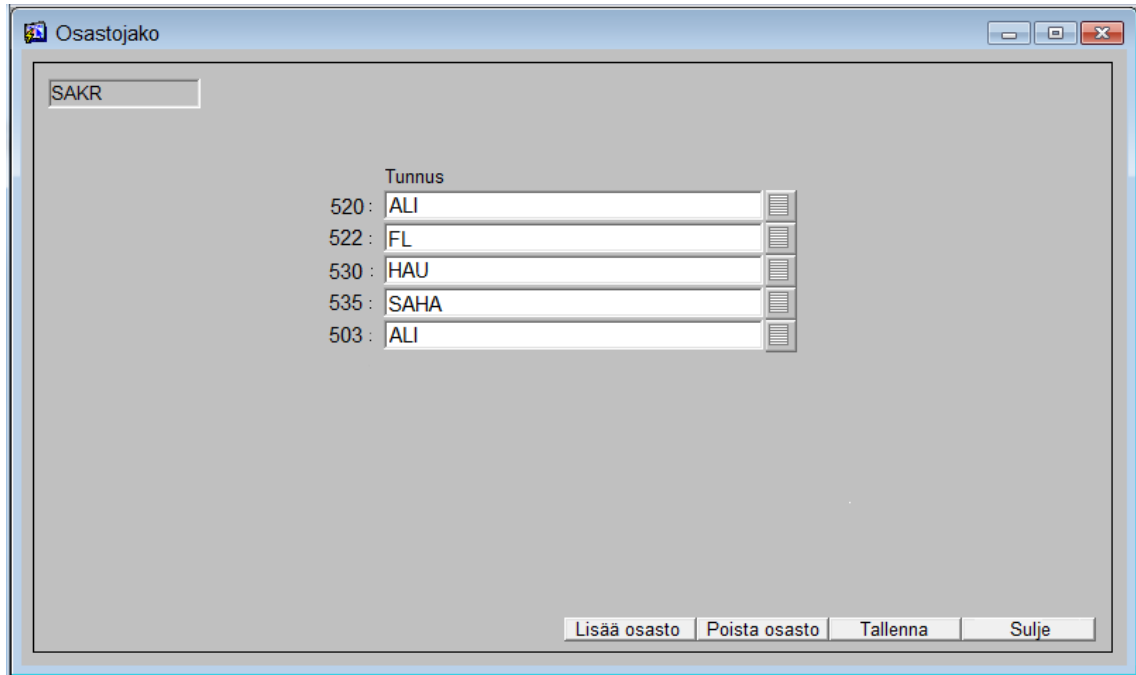 Osastojako
SAKR
Tunnus
520 : ALI
522 : FL
530 : HAU
535 : SAHA
503 : ALI
Lisää osasto Poista osasto Tallenna Sulje